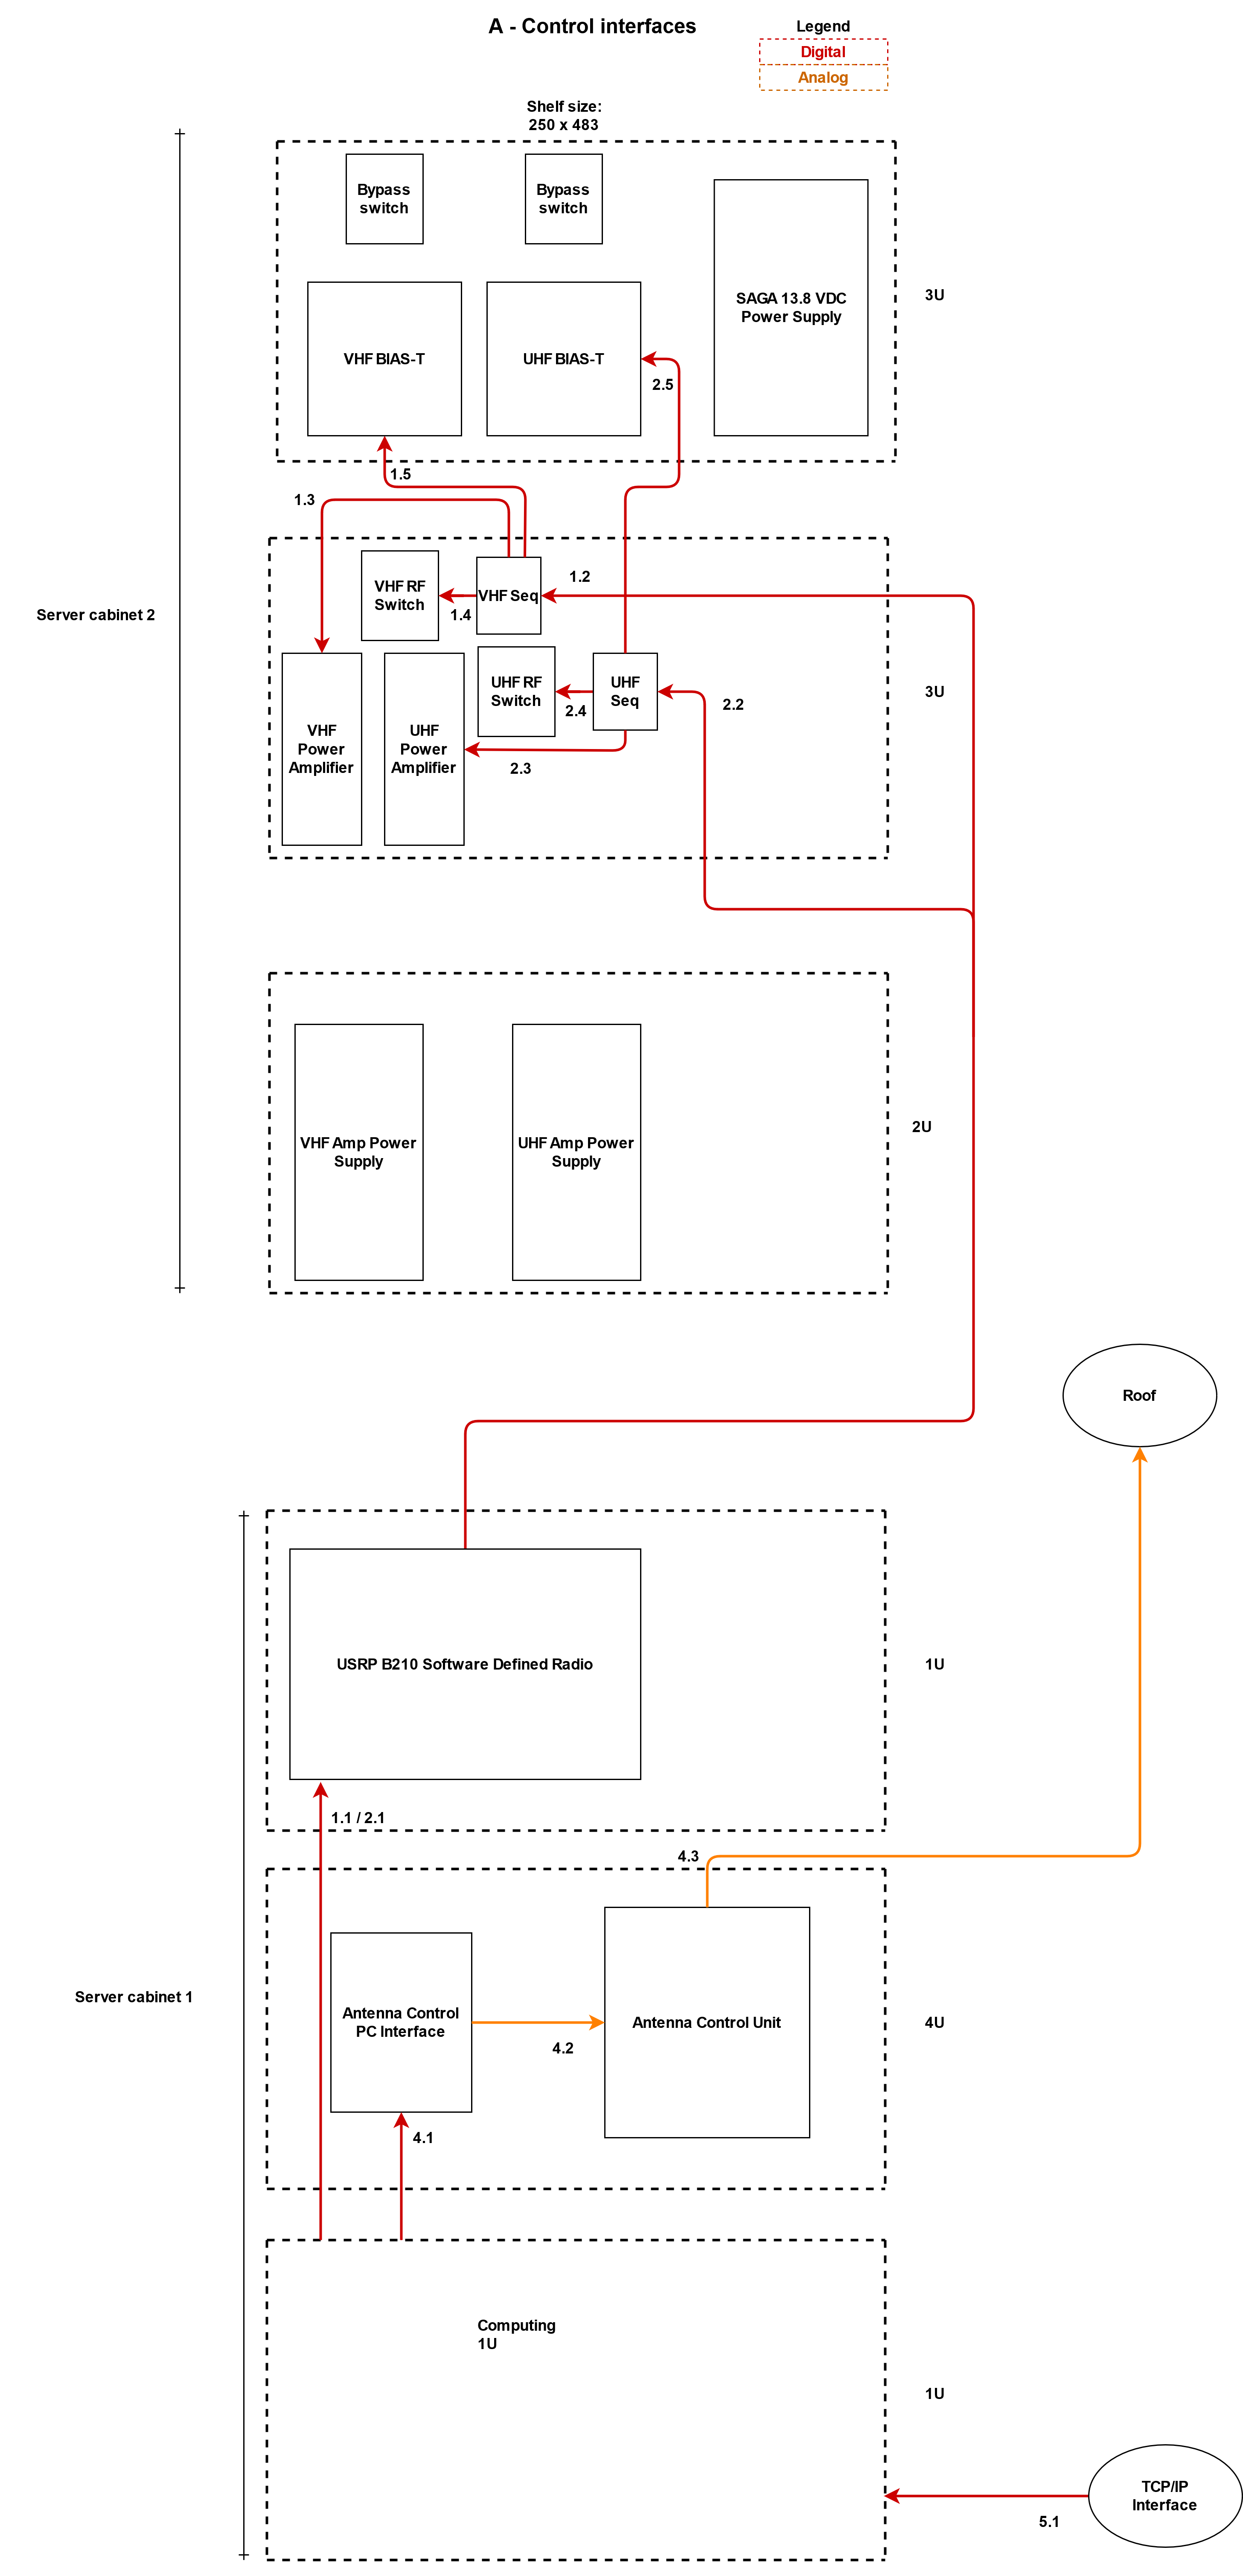 A - Control interfaces
Legend
Digital
Analog
Shelf size:
250 x 483
Bypass
switch
Bypass
switch
SAGA 13.8 VDC
Power Supply
3U
VHF BIAS-T
UHF BIAS-T
2.5
1.5
1.3
VHF RF
Switch
VHF Seq
1.2
1.4
Server cabinet 2
UHF RF
Switch
UHF
Seq
2.4
2.2
3U
VHF
Power
Amplifier
UHF
Power
Amplifier
2.3
VHF Amp Power
Supply
UHF Amp Power
Supply
2U
Roof
USRP B210 Software Defined Radio
1U
1.1 / 2.1
4.3
Server cabinet 1
Antenna Control
PC Interface
Antenna Control Unit
4U
4.2
4.1
Computing
1U
1U
TCP/IP
Interface
5.1